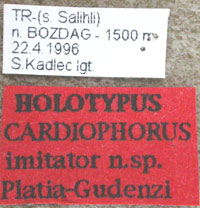 TR-(s. Salihli)
n. BOZDAG - 1500 m
22.4.1996
S.Kadlec lgt
HOLOTYPUS
CARDIOPHORUS
imitator n.sp.
Platia-Gudenzi